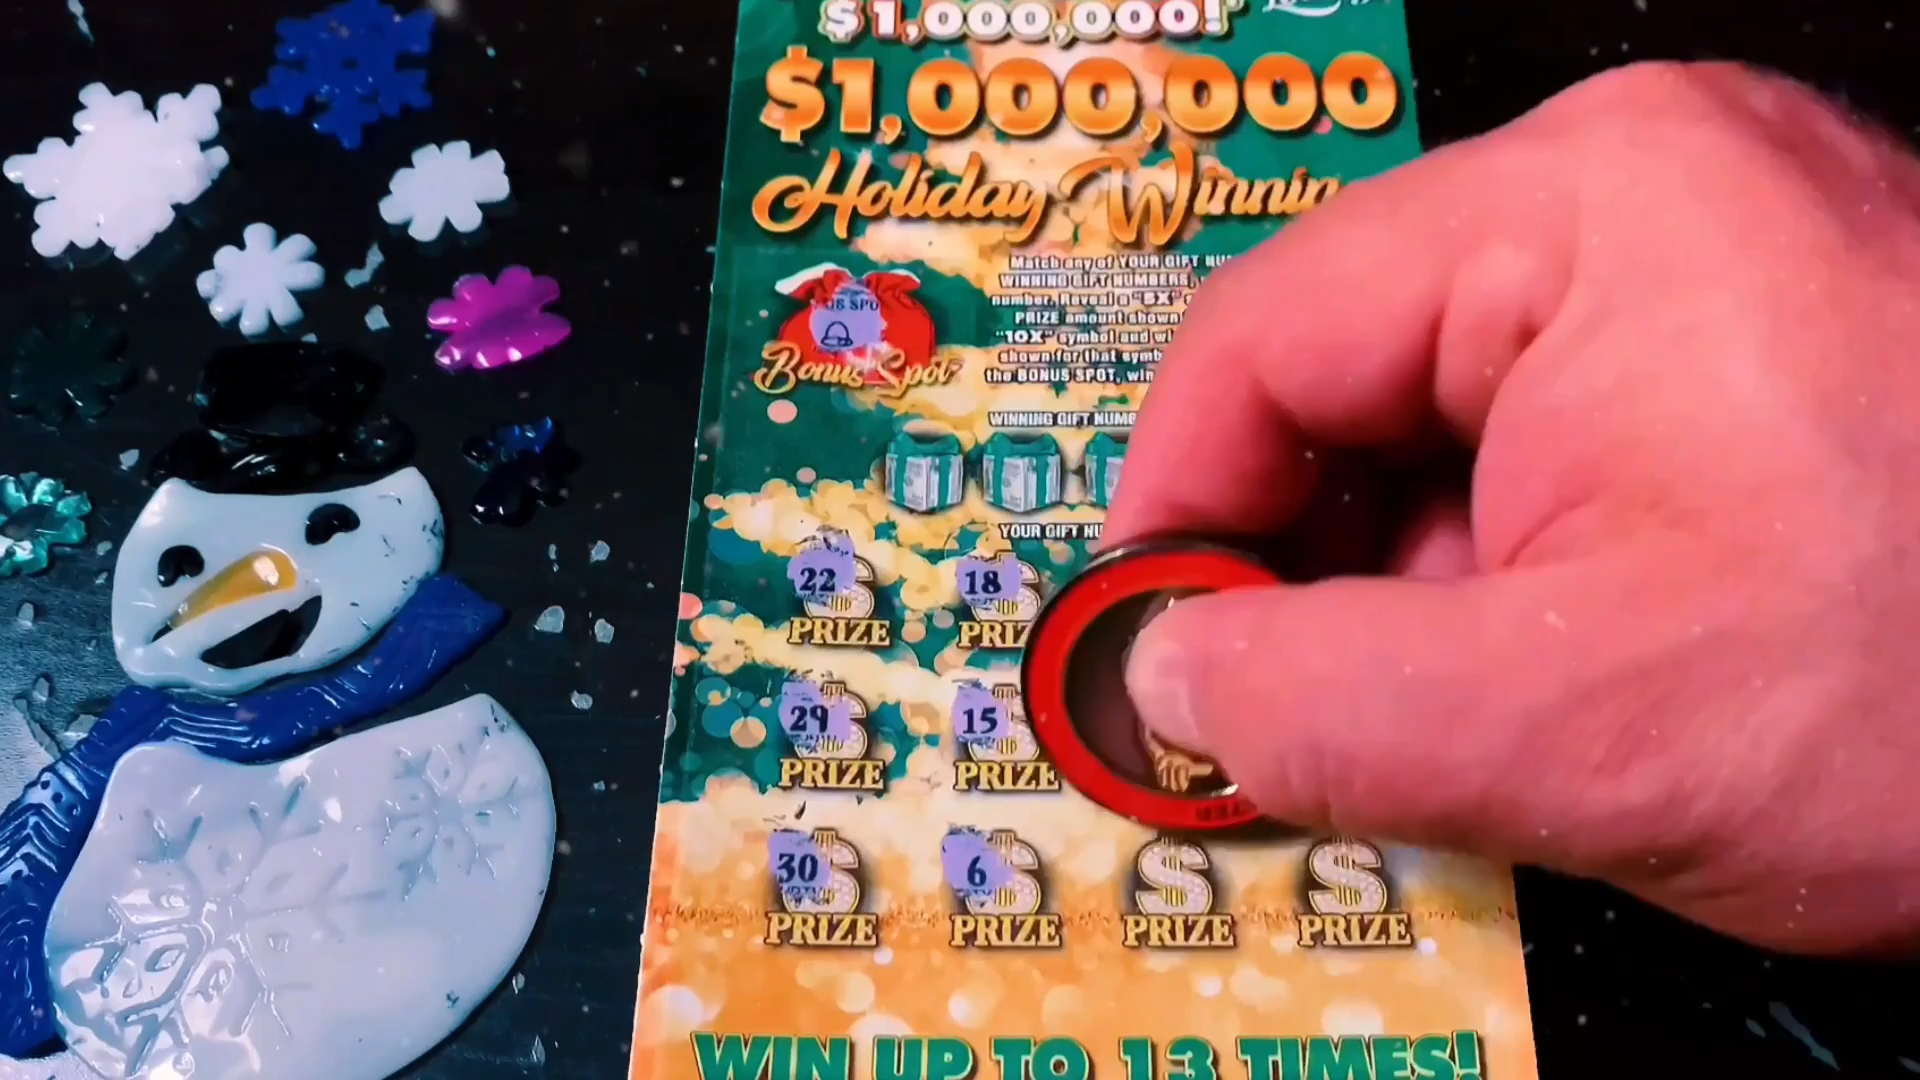 $1,000,000!
$1,000,000
Holiday Winnin
Match any of YOUR GIFT NU
WINNING GIFT NUMBERS,
number. Reveal a "5X"
PRIZE amount shown
"10X" symbol and wi
shown for that symb
the BONUS SPOT, win
Bonus Spot
WINNING GIFT NUMB
YOUR GIFT NU
22 18
PRIZE PRIZ
29 15
PRIZE PRIZE
30 6
PRIZE PRIZE PRIZE PRIZE
WIN UP TO 13 TIMES!